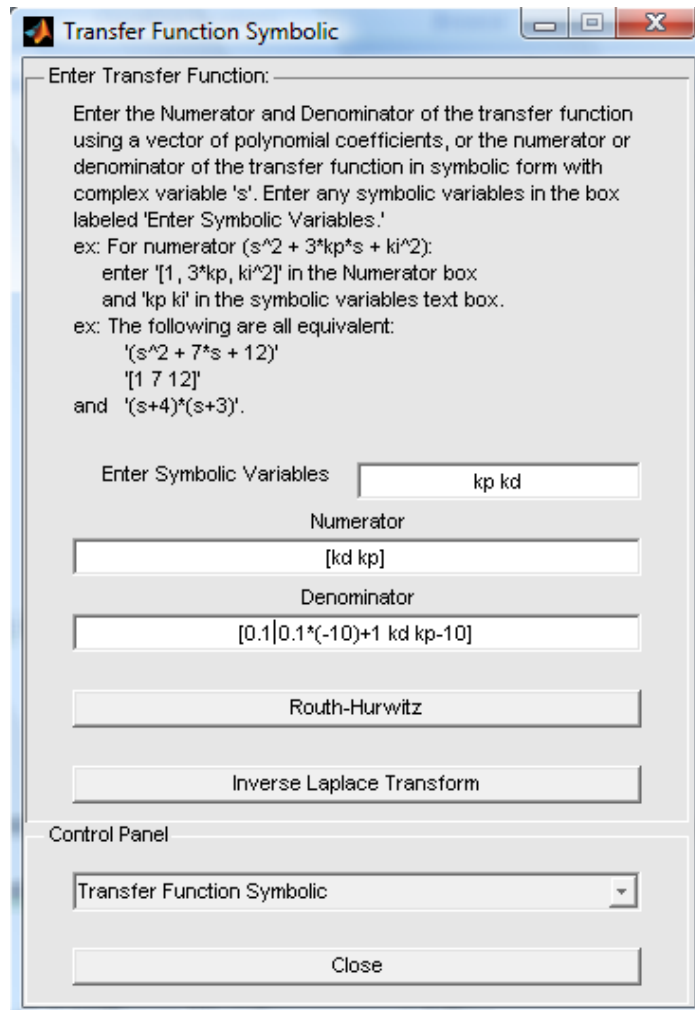 Transfer Function Symbolic
Enter Transfer Function:
Enter the Numerator and Denominator of the transfer function
using a vector of polynomial coefficients, or the numerator or
denominator of the transfer function in symbolic form with
complex variable 's'. Enter any symbolic variables in the box
labeled 'Enter Symbolic Variables.'
ex: For numerator (s^2 + 3*kp*s + ki^2):
enter '[1, 3*kp, ki^2]' in the Numerator box
and 'kp ki' in the symbolic variables text box.
ex: The following are all equivalent:
'(s^2 + 7*s + 12)'
'[1 7 12]'
and '(s+4)*(s+3)'.
Enter Symbolic Variables kp kd
Numerator
[kd kp]
Denominator
[0.1 0.1*(-10)+1 kd kp-10]
Routh-Hurwitz
Inverse Laplace Transform
Control Panel
Transfer Function Symbolic
Close